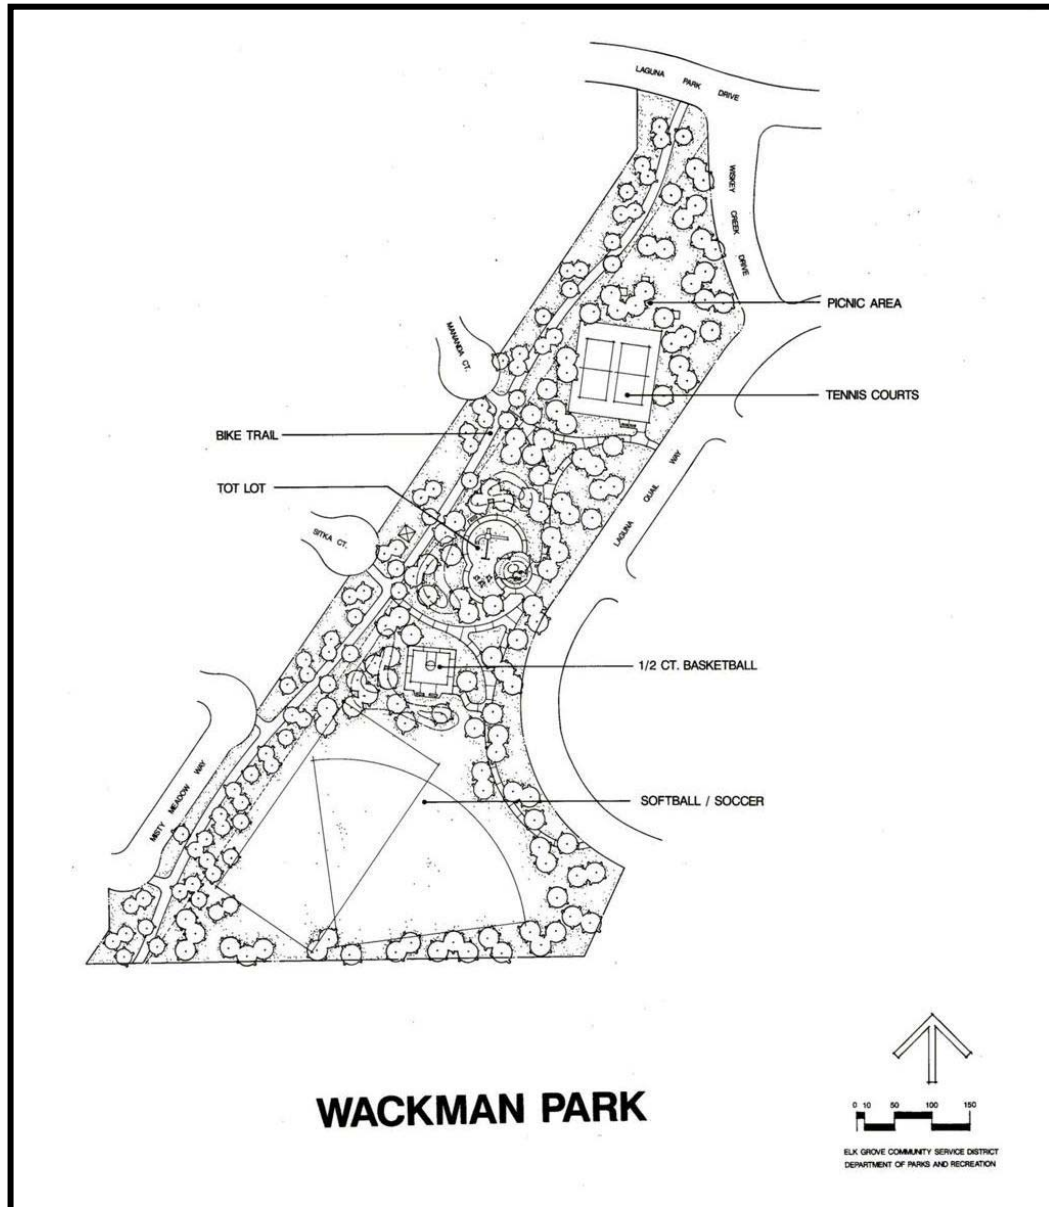 LAGUNA PARK DRIVE
WISKEY CREEK DRIVE
PICNIC AREA
MANANDA CT.
TENNIS COURTS
BIKE TRAIL
LAGUNA QUAIL WAY
TOT LOT
SITKA CT.
1/2 CT. BASKETBALL
MISTY MEADOW WAY
SOFTBALL / SOCCER
WACKMAN PARK
0 10 50 100 150
ELK GROVE COMMUNITY SERVICE DISTRICT
DEPARTMENT OF PARKS AND RECREATION